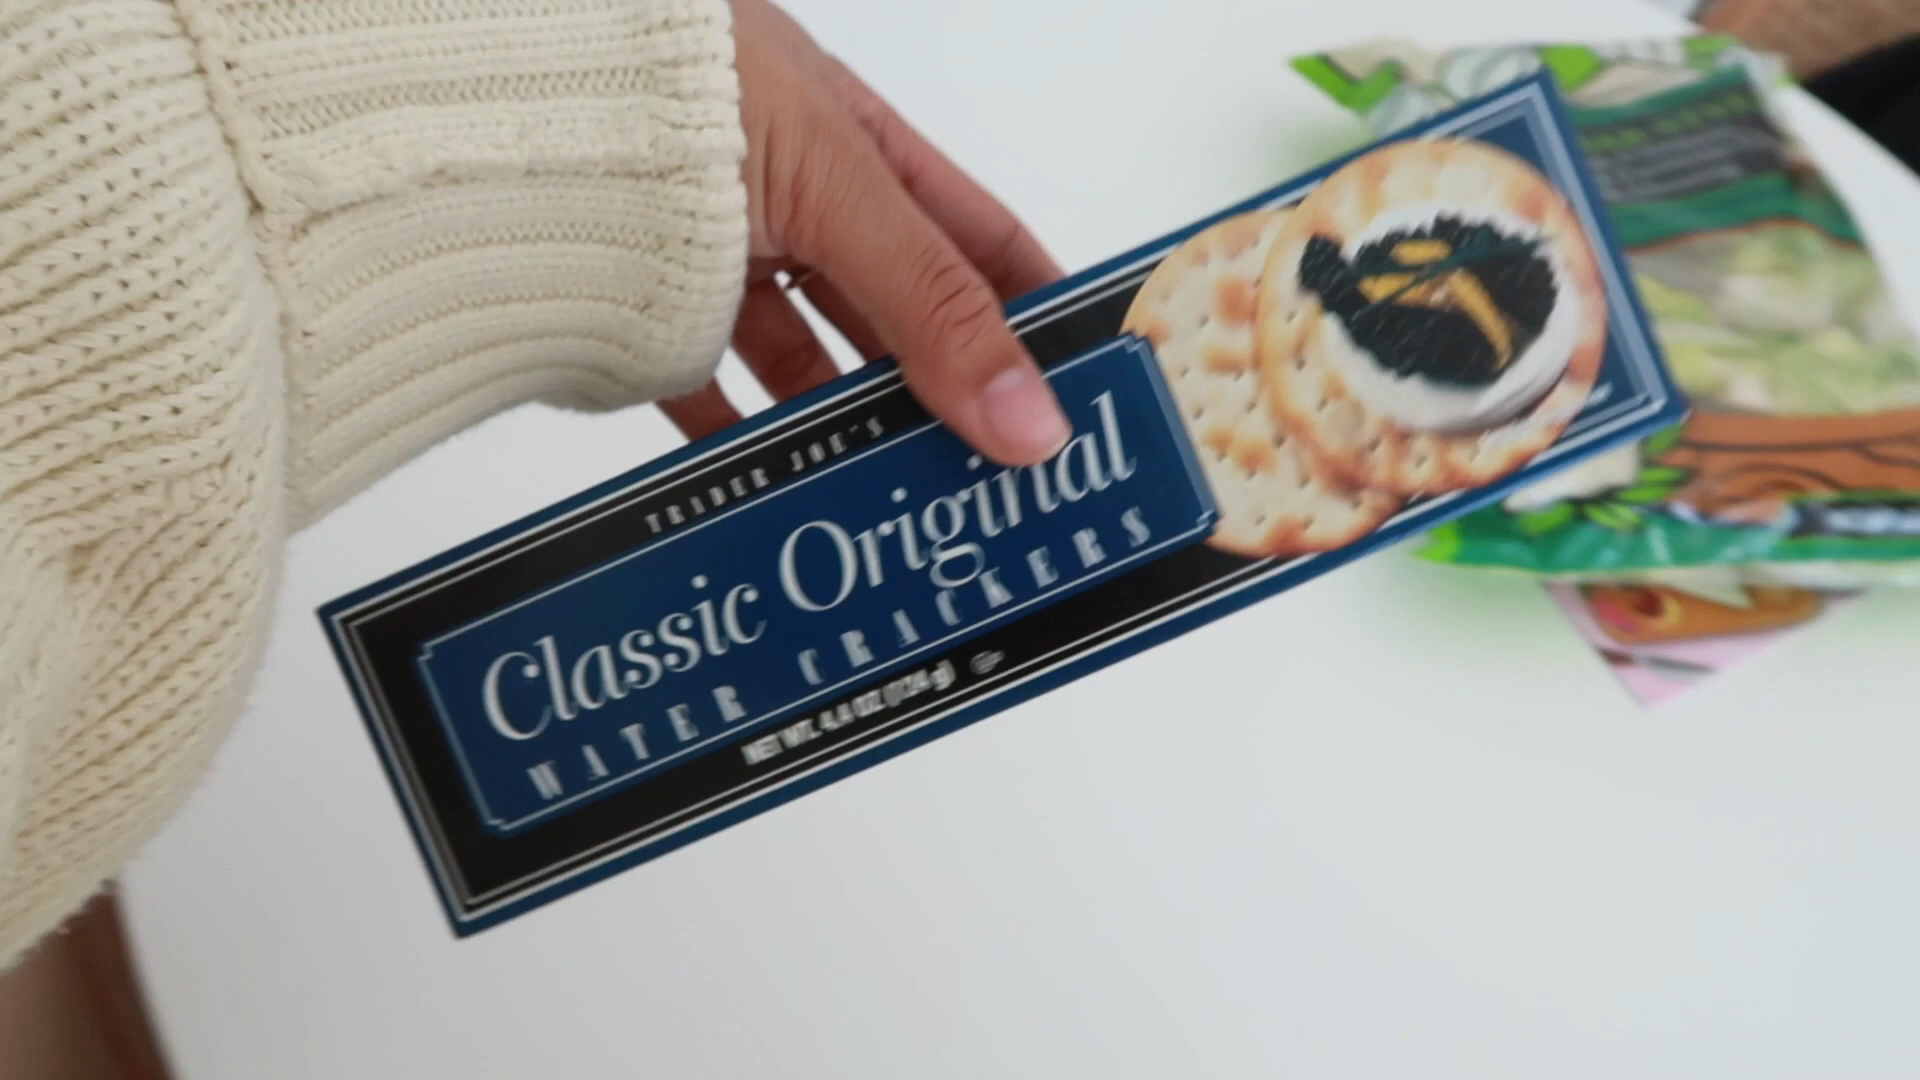 TRADER JOE'S
Classic Original
WATER CRACKERS
NET WT. 4.4 OZ (124 g)